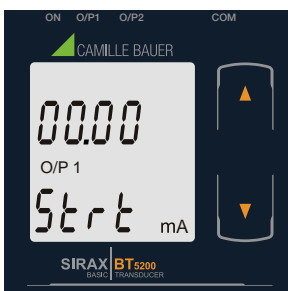 ON O/P1 O/P2 COM
CAMILLE BAUER
00.00
O/P 1
Strt mA
SIRAX BT5200
BASIC TRANSDUCER